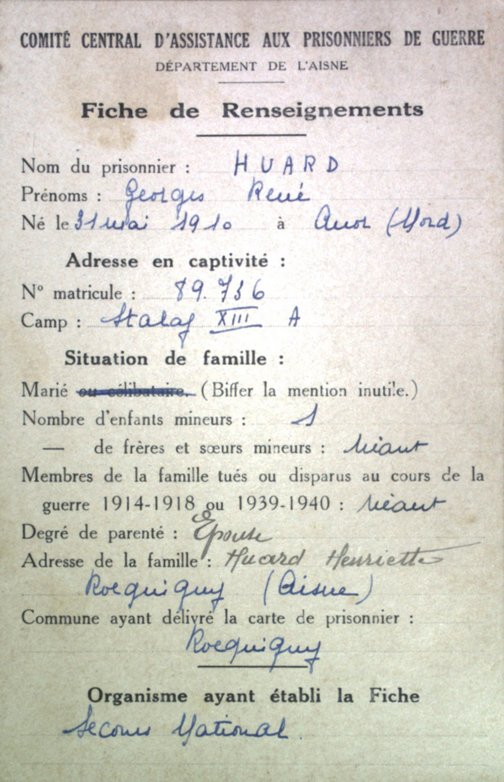 COMITÉ CENTRAL D'ASSISTANCE AUX PRISONNIERS DE GUERRE
DÉPARTEMENT DE L'AISNE
Fiche de Renseignements
Nom du prisonnier : HUARD
Prénoms : Georges René
Né le 31 mai 1910 à Anor (Nord)
Adresse en captivité :
N° matricule : 89.736
Camp : Stalag XIII A
Situation de famille :
Marié ou célibataire. (Biffer la mention inutile.)
Nombre d'enfants mineurs : 1
— de frères et sœurs mineurs : Néant
Membres de la famille tués ou disparus au cours de la
guerre 1914-1918 ou 1939-1940 : Néant
Degré de parenté : Epouse
Adresse de la famille : Huard Henriette
Rocquigny (Aisne)
Commune ayant délivré la carte de prisonnier :
Rocquigny
Organisme ayant établi la Fiche
Secours National.